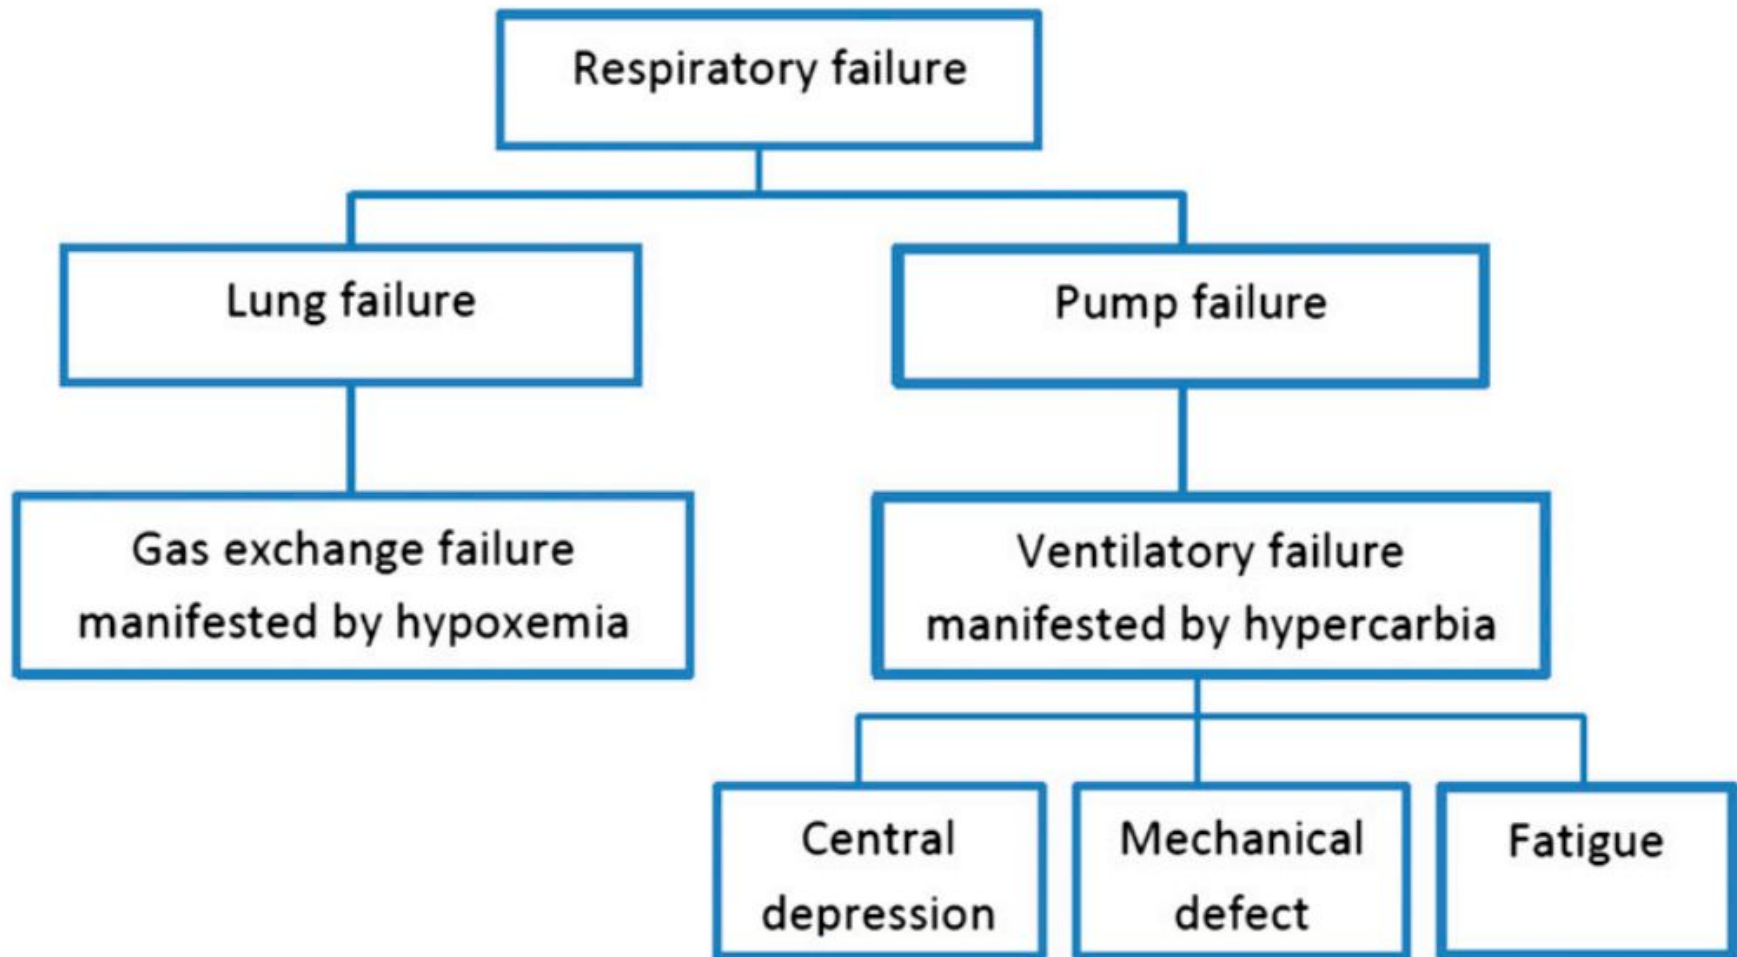 Respiratory failure
Lung failure
Pump failure
Gas exchange failure
manifested by hypoxemia
Ventilatory failure
manifested by hypercarbia
Central
depression
Mechanical
defect
Fatigue